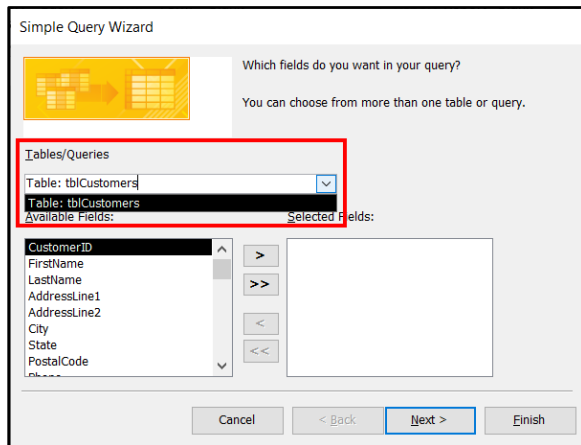 Simple Query Wizard
Which fields do you want in your query?
You can choose from more than one table or query.
Tables/Queries
Table: tblCustomers
Table: tblCustomers
Available Fields:
Selected Fields:
CustomerID
FirstName
LastName
AddressLine1
AddressLine2
City
State
PostalCode
>
>>
<
<<
Cancel
< Back
Next >
Finish